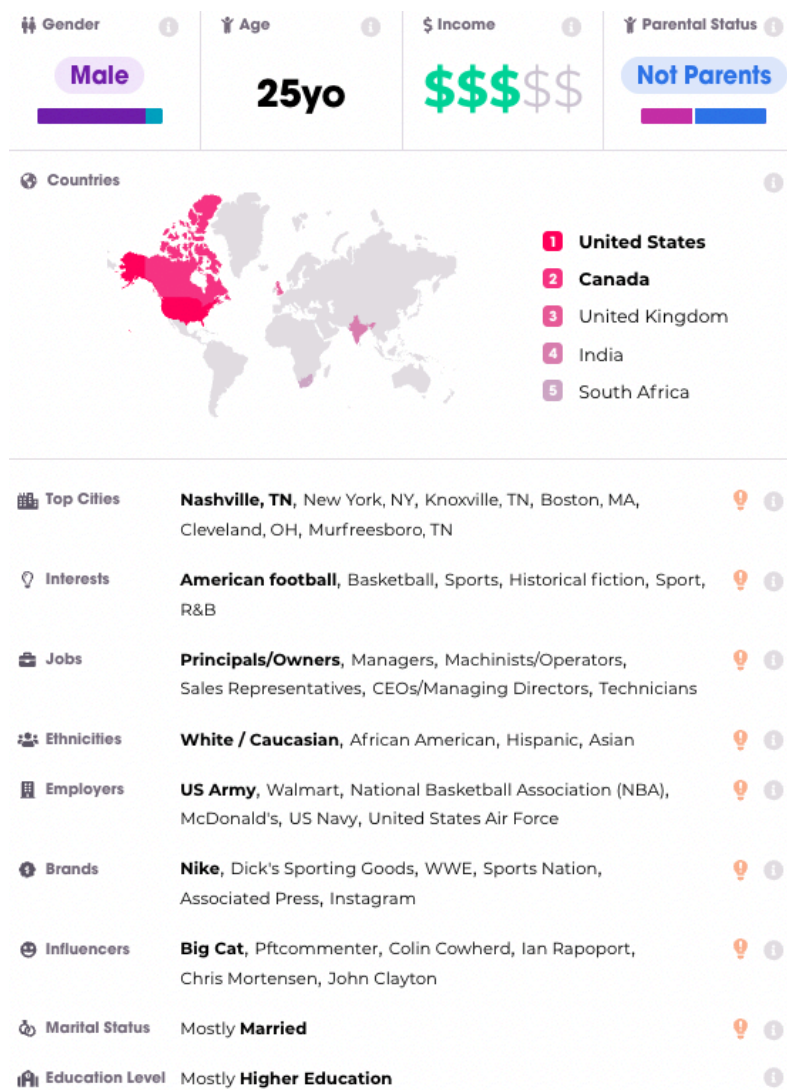 Gender
Age
$ Income
Parental Status
Male
25yo
$$$$$
Not Parents
Countries
1 United States
2 Canada
3 United Kingdom
4 India
5 South Africa
Top Cities
Nashville, TN, New York, NY, Knoxville, TN, Boston, MA,
Cleveland, OH, Murfreesboro, TN
Interests
American football, Basketball, Sports, Historical fiction, Sport,
R&B
Jobs
Principals/Owners, Managers, Machinists/Operators,
Sales Representatives, CEOs/Managing Directors, Technicians
Ethnicities
White / Caucasian, African American, Hispanic, Asian
Employers
US Army, Walmart, National Basketball Association (NBA),
McDonald's, US Navy, United States Air Force
Brands
Nike, Dick's Sporting Goods, WWE, Sports Nation,
Associated Press, Instagram
Influencers
Big Cat, Pftcommenter, Colin Cowherd, Ian Rapoport,
Chris Mortensen, John Clayton
Marital Status
Mostly Married
Education Level
Mostly Higher Education